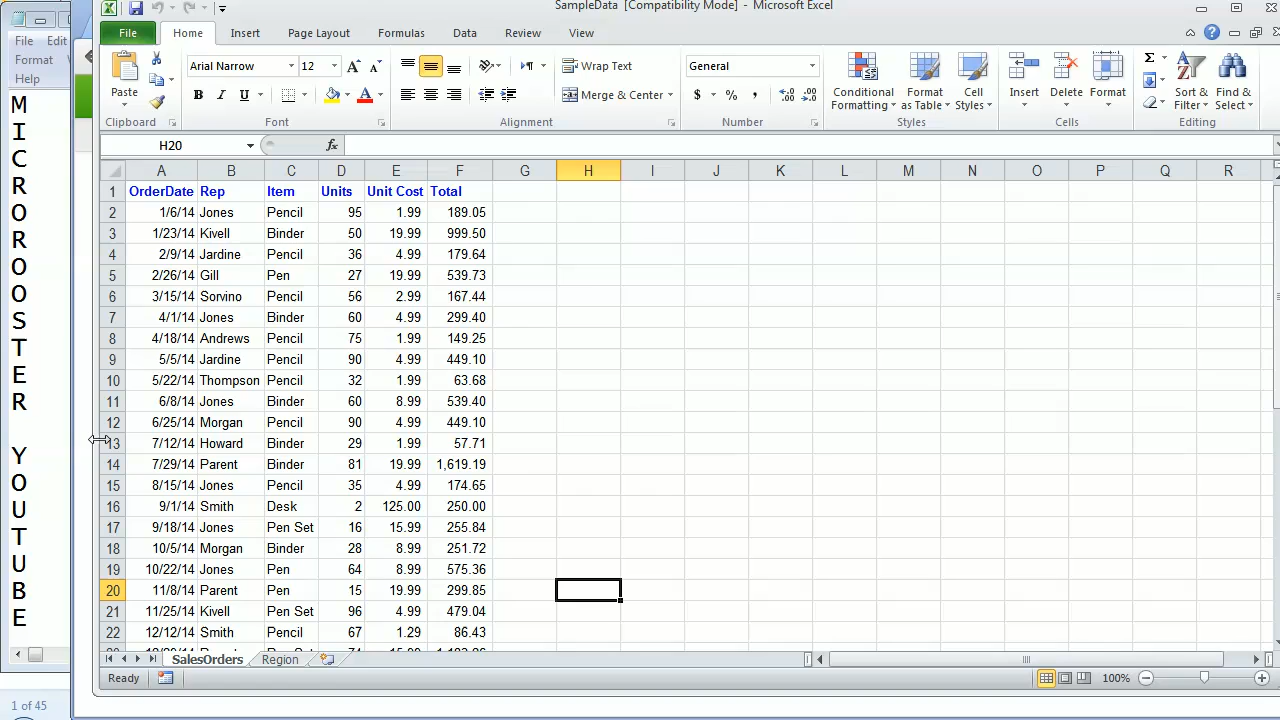 SampleData [Compatibility Mode] - Microsoft Excel
File Edit
Format
Help
M
I
C
R
O
R
O
O
S
T
E
R
Y
O
U
T
U
B
E
1 of 45
File Home Insert Page Layout Formulas Data Review View
Paste
Clipboard
Arial Narrow 12
B I U A
Font
Wrap Text
Merge & Center
Alignment
General
$ % ,
Number
Conditional Formatting
Format as Table
Cell Styles
Styles
Insert Delete Format
Cells
Sort & Filter
Find & Select
Editing
H20 fx
A B C D E F G H I J K L M N O P Q R
1 OrderDate Rep Item Units Unit Cost Total
2 1/6/14 Jones Pencil 95 1.99 189.05
3 1/23/14 Kivell Binder 50 19.99 999.50
4 2/9/14 Jardine Pencil 36 4.99 179.64
5 2/26/14 Gill Pen 27 19.99 539.73
6 3/15/14 Sorvino Pencil 56 2.99 167.44
7 4/1/14 Jones Binder 60 4.99 299.40
8 4/18/14 Andrews Pencil 75 1.99 149.25
9 5/5/14 Jardine Pencil 90 4.99 449.10
10 5/22/14 Thompson Pencil 32 1.99 63.68
11 6/8/14 Jones Binder 60 8.99 539.40
12 6/25/14 Morgan Pencil 90 4.99 449.10
13 7/12/14 Howard Binder 29 1.99 57.71
14 7/29/14 Parent Binder 81 19.99 1,619.19
15 8/15/14 Jones Pencil 35 4.99 174.65
16 9/1/14 Smith Desk 2 125.00 250.00
17 9/18/14 Jones Pen Set 16 15.99 255.84
18 10/5/14 Morgan Binder 28 8.99 251.72
19 10/22/14 Jones Pen 64 8.99 575.36
20 11/8/14 Parent Pen 15 19.99 299.85
21 11/25/14 Kivell Pen Set 96 4.99 479.04
22 12/12/14 Smith Pencil 67 1.29 86.43
SalesOrders Region
Ready 100%